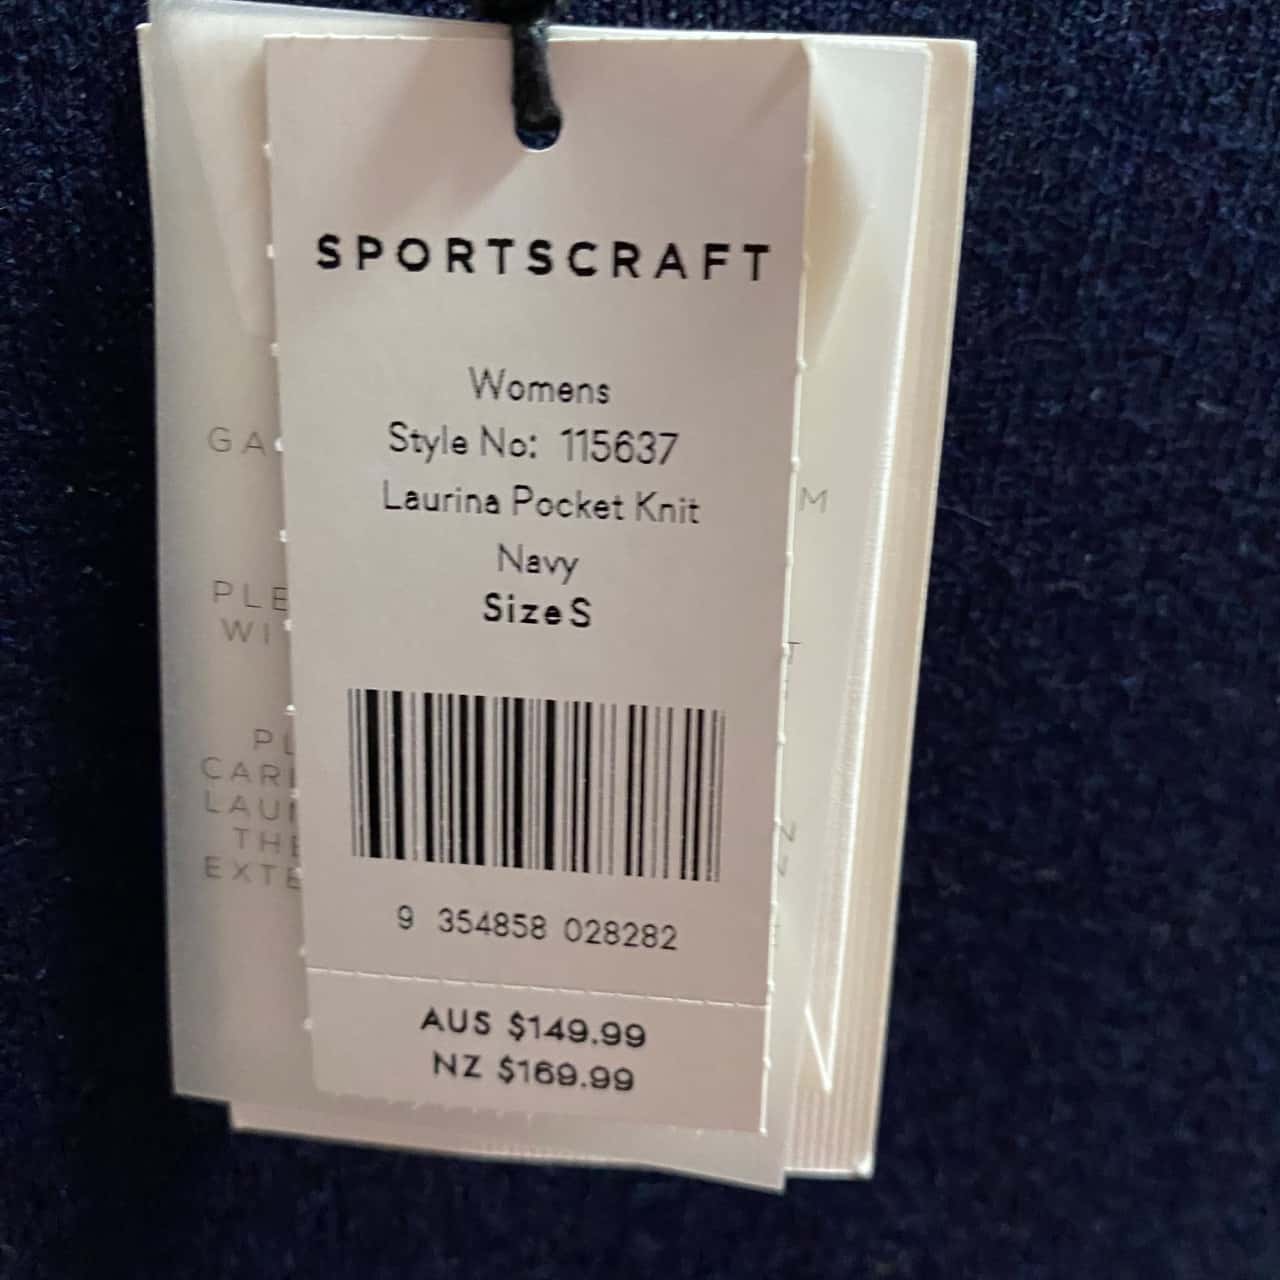 SPORTSCRAFT
Womens
Style No: 115637
Laurina Pocket Knit
Navy
Size S
9 354858 028282
AUS $149.99
NZ $169.99